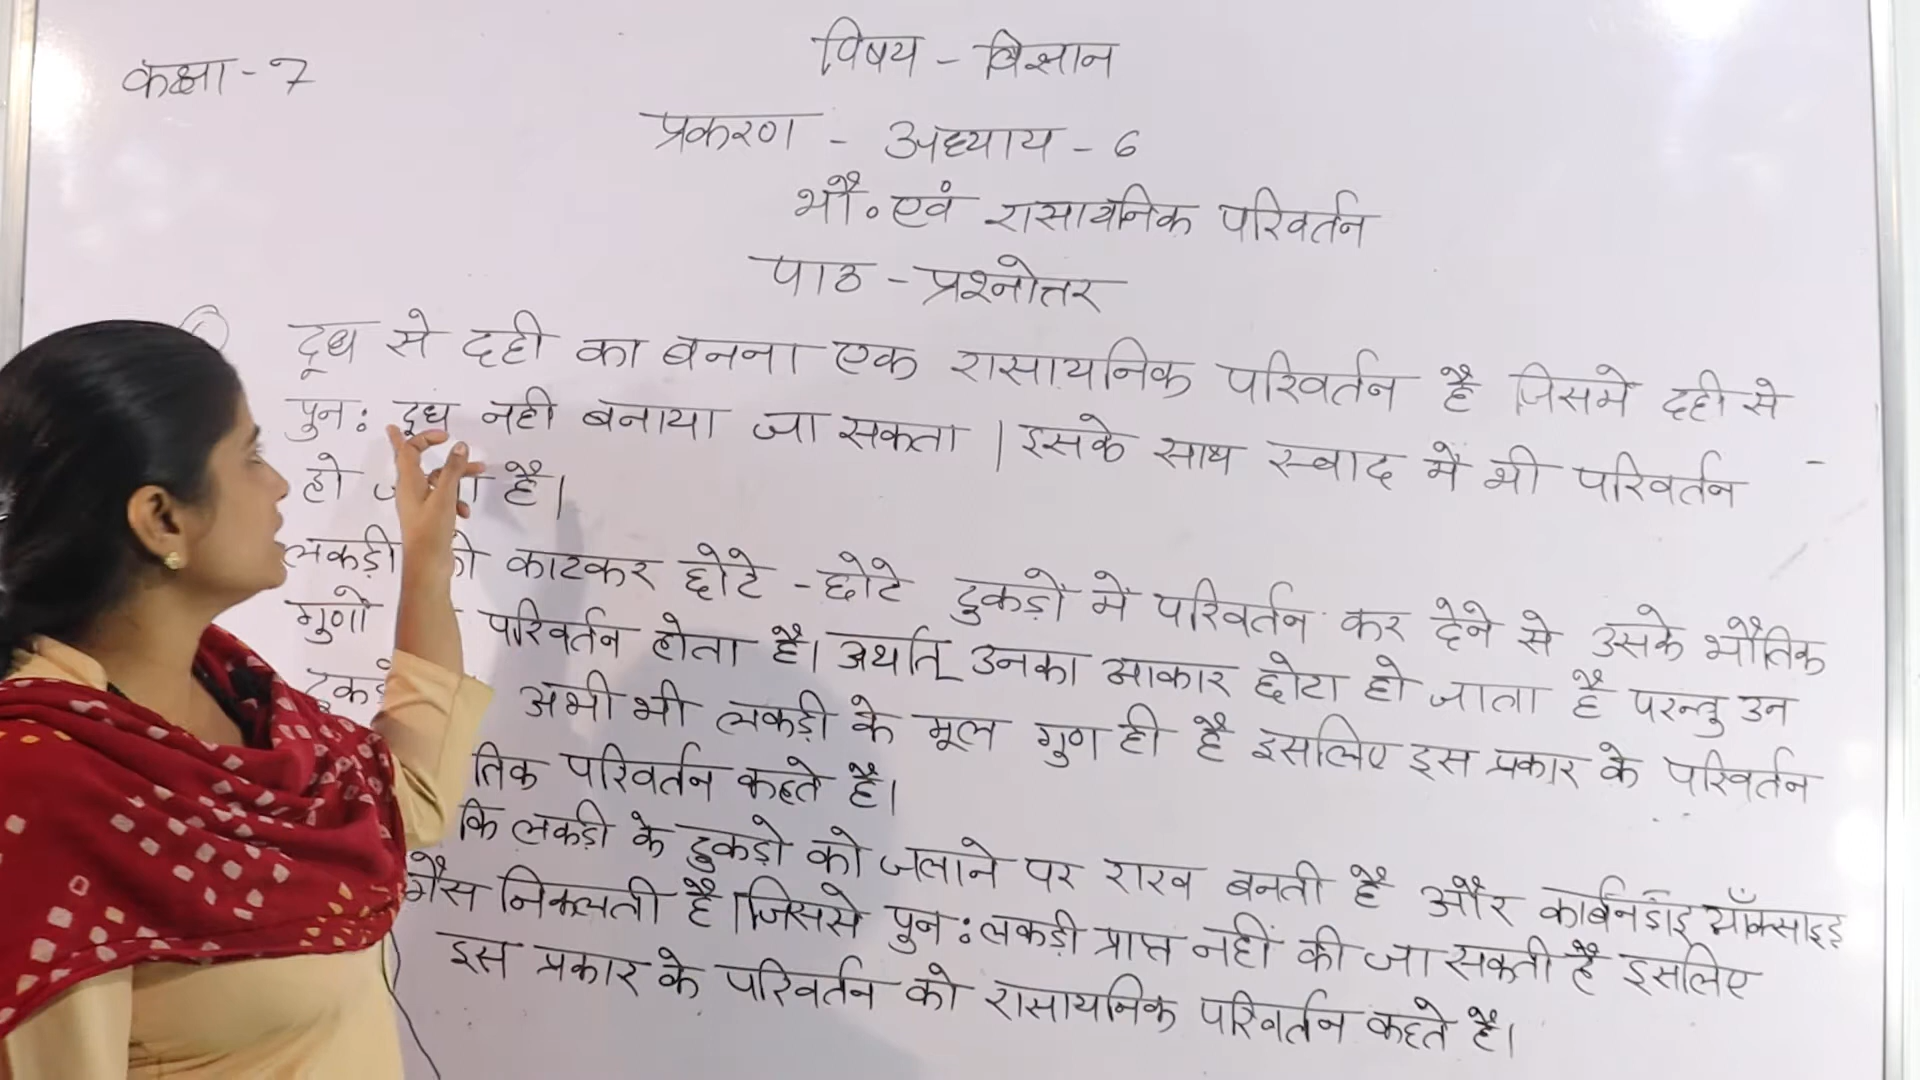 कक्षा - 7
विषय - विज्ञान
प्रकरण - अध्याय - 6
भौ० एवं रासायनिक परिवर्तन
पाठ - प्रश्नोत्तर
दूध से दही का बनना एक रासायनिक परिवर्तन है जिसमे दही से
पुनः दूध नही बनाया जा सकता | इसके साथ स्वाद में भी परिवर्तन
हो है।
लकड़ी काटकर छोटे - छोटे टुकड़ों में परिवर्तन कर देने से उसके भौतिक
गुणों परिवर्तन होता है। अर्थात् उनका आकार छोटा हो जाता है परन्तु उन
अभी भी लकड़ी के मूल गुण ही है इसलिए इस प्रकार के परिवर्तन
तिक परिवर्तन कहते है।
कि लकड़ी के टुकड़ो को जलाने पर राख बनती है और कार्बनडाई ऑक्साइड
गैस निकलती है। जिससे पुनः लकड़ी प्राप्त नहीं की जा सकती है इसलिए
इस प्रकार के परिवर्तन को रासायनिक परिवर्तन कहते है।